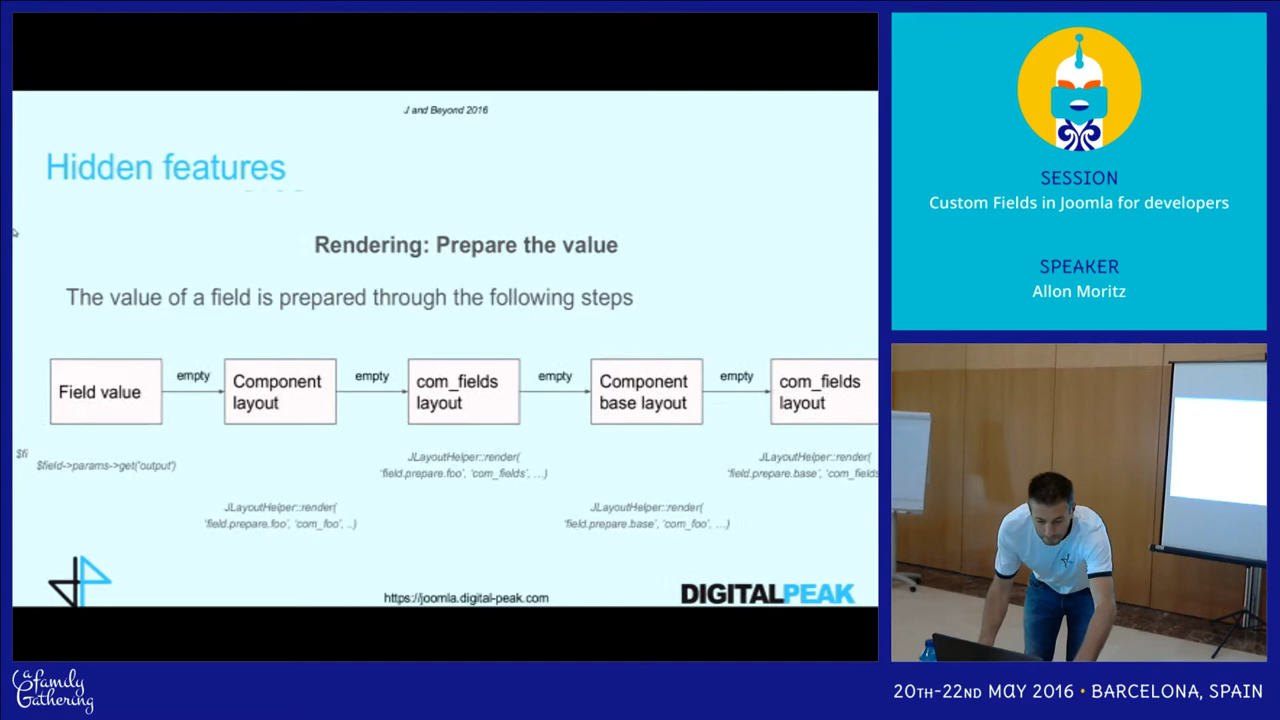 J and Beyond 2016
Hidden features
Rendering: Prepare the value
The value of a field is prepared through the following steps
Field value
empty
Component
layout
empty
com_fields
layout
empty
Component
base layout
empty
com_fields
layout
$fi
$field->params->get('output')
JLayoutHelper::render(
'field.prepare.foo', 'com_foo', ..)
JLayoutHelper::render(
'field.prepare.foo', 'com_fields', ...)
JLayoutHelper::render(
'field.prepare.base', 'com_foo', ...)
JLayoutHelper::render(
'field.prepare.base', 'com_fields
https://joomla.digital-peak.com
DIGITALPEAK
SESSION
Custom Fields in Joomla for developers
SPEAKER
Allon Moritz
a family
Gathering
20TH-22ND MAY 2016 • BARCELONA, SPAIN